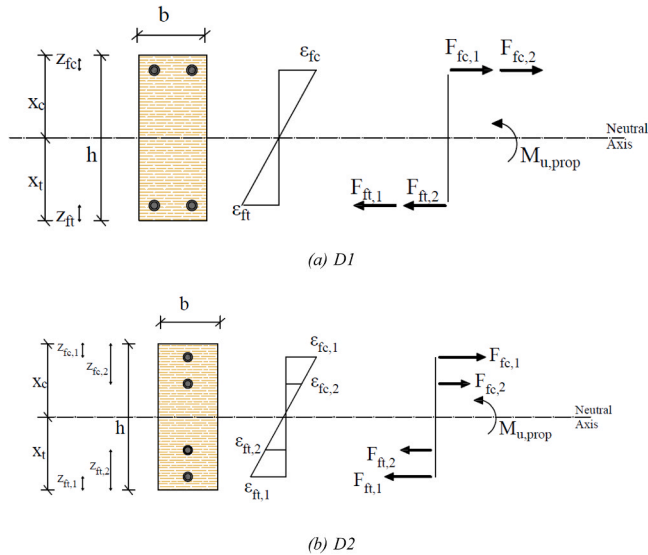 b
z_fc
ε_fc
F_fc,1
F_fc,2
x_c
h
Neutral
Axis
M_u,prop
x_t
F_ft,1
F_ft,2
z_ft
ε_ft
(a) D1
b
z_fc,1
z_fc,2
ε_fc,1
F_fc,1
x_c
ε_fc,2
F_fc,2
h
Neutral
Axis
M_u,prop
x_t
z_ft,2
ε_ft,2
F_ft,2
z_ft,1
ε_ft,1
F_ft,1
(b) D2